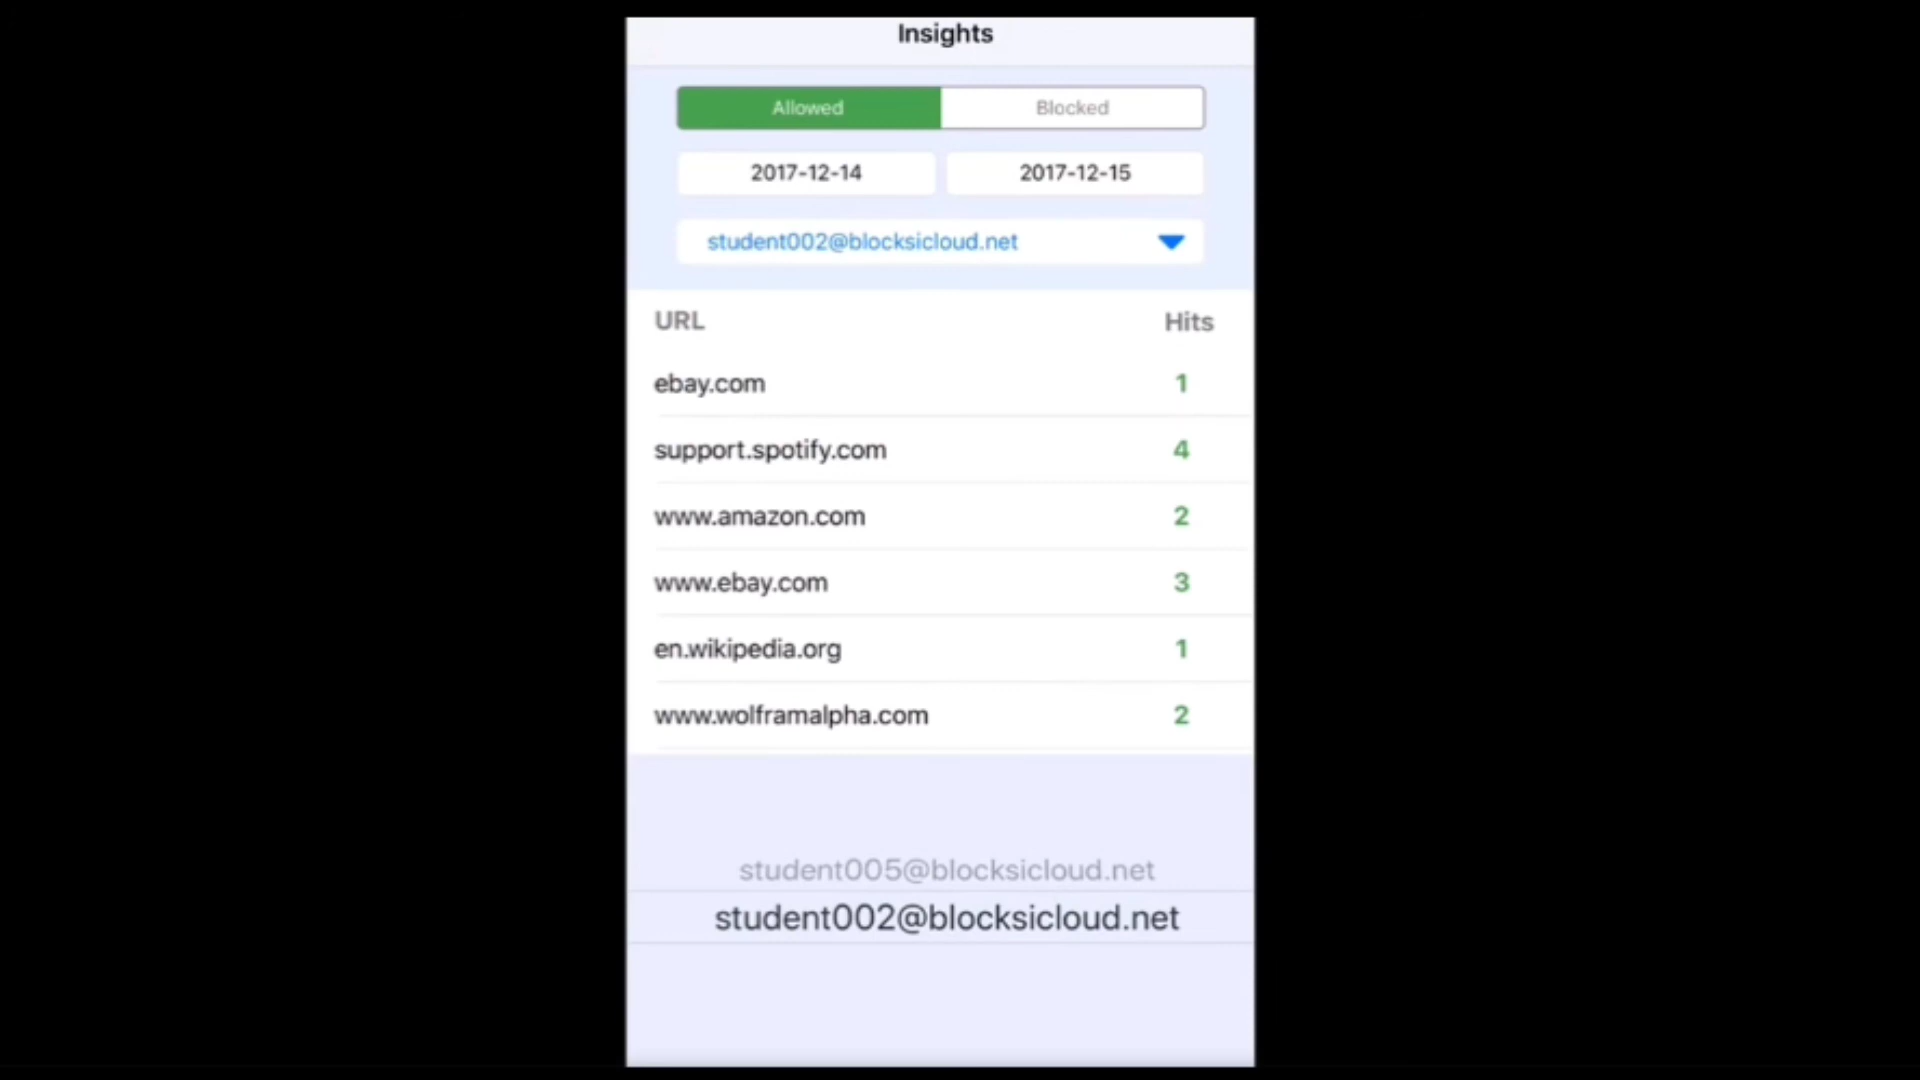 Insights
Allowed Blocked
2017-12-14 2017-12-15
student002@blocksicloud.net
URL Hits
ebay.com 1
support.spotify.com 4
www.amazon.com 2
www.ebay.com 3
en.wikipedia.org 1
www.wolframalpha.com 2
student005@blocksicloud.net
student002@blocksicloud.net